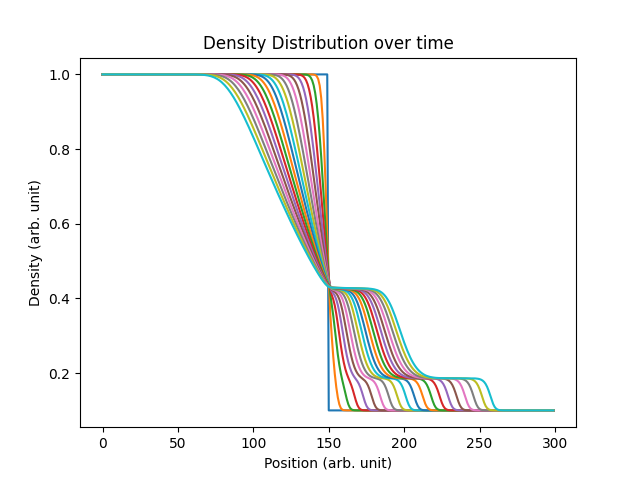 Density Distribution over time
Density (arb. unit)
1.0
0.8
0.6
0.4
0.2
0 50 100 150 200 250 300
Position (arb. unit)